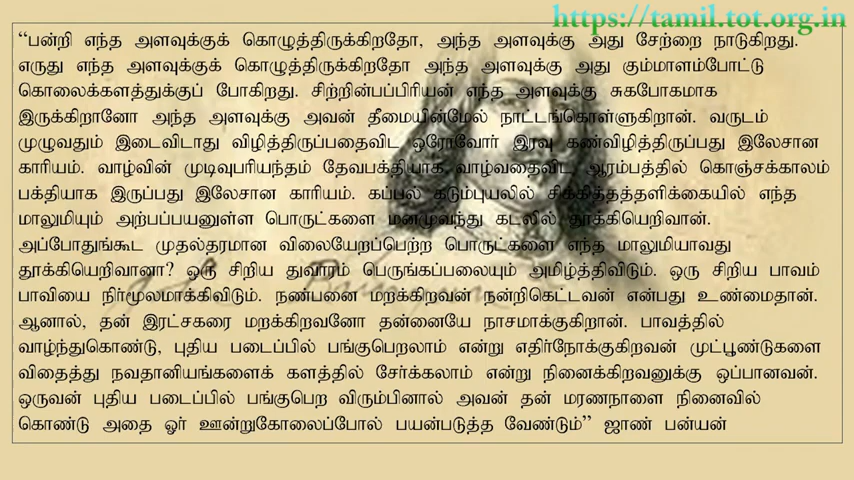 https://tamil.tot.org.in
“பன்றி எந்த அளவுக்குக் கொழுத்திருக்கிறதோ, அந்த அளவுக்கு அது சேற்றை நாடுகிறது.
எருது எந்த அளவுக்குக் கொழுத்திருக்கிறதோ அந்த அளவுக்கு அது கும்மாளம்போட்டு
கொலைக்களத்துக்குப் போகிறது. சிற்றின்பப்பிரியன் எந்த அளவுக்கு சுகபோகமாக
இருக்கிறானோ அந்த அளவுக்கு அவன் தீமையின்மேல் நாட்டங்கொள்ளுகிறான். வருடம்
முழுவதும் இடைவிடாது விழித்திருப்பதைவிட ஒரோவோர் இரவு கண்விழித்திருப்பது இலேசான
காரியம். வாழ்வின் முடிவுபரியந்தம் தேவபக்தியாக வாழ்வதைவிட ஆரம்பத்தில் கொஞ்சக்காலம்
பக்தியாக இருப்பது இலேசான காரியம். கப்பல் கடும்புயலில் சிக்கித்தத்தளிக்கையில் எந்த
மாலுமியும் அற்பப்பயனுள்ள பொருட்களை மனமுவந்து கடலில் தூக்கியெறிவான்.
அப்போதுங்கூட முதல்தரமான விலையேறப்பெற்ற பொருட்களை எந்த மாலுமியாவது
தூக்கியெறிவானா? ஒரு சிறிய துவாரம் பெருங்கப்பலையும் அமிழ்த்திவிடும். ஒரு சிறிய பாவம்
பாவியை நிர்மூலமாக்கிவிடும். நண்பனை மறக்கிறவன் நன்றிகெட்டவன் என்பது உண்மைதான்.
ஆனால், தன் இரட்சகரை மறக்கிறவனோ தன்னையே நாசமாக்குகிறான். பாவத்தில்
வாழ்ந்துகொண்டு, புதிய படைப்பில் பங்குபெறலாம் என்று எதிர்நோக்குகிறவன் முட்பூண்டுகளை
விதைத்து நவதானியங்களைக் களத்தில் சேர்க்கலாம் என்று நினைக்கிறவனுக்கு ஒப்பானவன்.
ஒருவன் புதிய படைப்பில் பங்குபெற விரும்பினால் அவன் தன் மரணநாளை நினைவில்
கொண்டு அதை ஓர் ஊன்றுகோலைப்போல் பயன்படுத்த வேண்டும்” ஜாண் பன்யன்